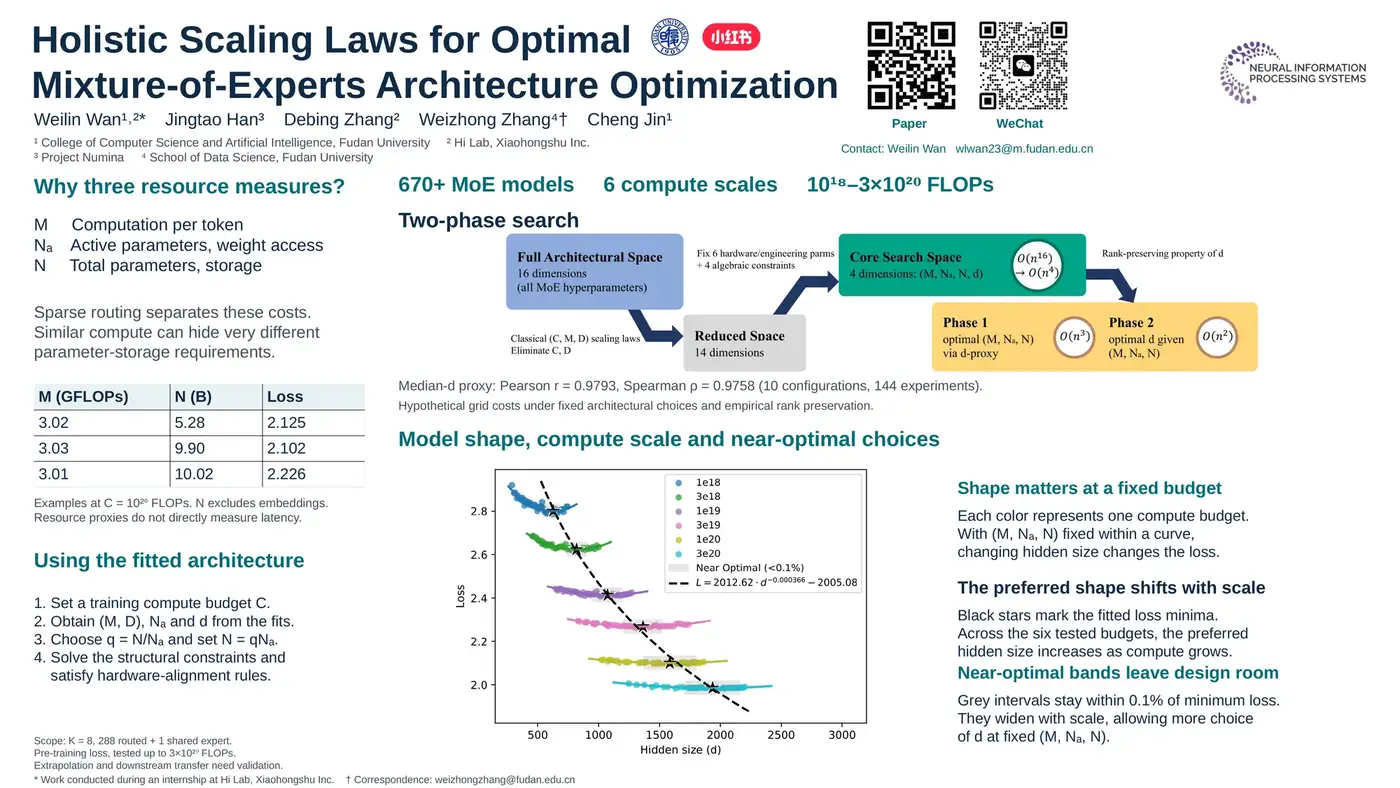 Holistic Scaling Laws for Optimal
Mixture-of-Experts Architecture Optimization
小红书
FUDAN UNIVERSITY
1905
Weilin Wan¹,²* Jingtao Han³ Debing Zhang² Weizhong Zhang⁴† Cheng Jin¹
¹ College of Computer Science and Artificial Intelligence, Fudan University ² Hi Lab, Xiaohongshu Inc.
³ Project Numina ⁴ School of Data Science, Fudan University
Paper
WeChat
Contact: Weilin Wan wlwan23@m.fudan.edu.cn
NEURAL INFORMATION
PROCESSING SYSTEMS
Why three resource measures?
M Computation per token
Nₐ Active parameters, weight access
N Total parameters, storage
Sparse routing separates these costs.
Similar compute can hide very different
parameter-storage requirements.
M (GFLOPs) N (B) Loss
3.02 5.28 2.125
3.03 9.90 2.102
3.01 10.02 2.226
Examples at C = 10²⁰ FLOPs. N excludes embeddings.
Resource proxies do not directly measure latency.
Using the fitted architecture
1. Set a training compute budget C.
2. Obtain (M, D), Nₐ and d from the fits.
3. Choose q = N/Nₐ and set N = qNₐ.
4. Solve the structural constraints and
satisfy hardware-alignment rules.
Scope: K = 8, 288 routed + 1 shared expert.
Pre-training loss, tested up to 3×10²⁰ FLOPs.
Extrapolation and downstream transfer need validation.
* Work conducted during an internship at Hi Lab, Xiaohongshu Inc. † Correspondence: weizhongzhang@fudan.edu.cn
670+ MoE models 6 compute scales 10¹⁸–3×10²⁰ FLOPs
Two-phase search
Full Architectural Space
16 dimensions
(all MoE hyperparameters)
Classical (C, M, D) scaling laws
Eliminate C, D
Reduced Space
14 dimensions
Fix 6 hardware/engineering parms
+ 4 algebraic constraints
Core Search Space
4 dimensions: (M, Nₐ, N, d)
O(n¹⁶)
→ O(n⁴)
Rank-preserving property of d
Phase 1
optimal (M, Nₐ, N)
via d-proxy
O(n³)
Phase 2
optimal d given
(M, Nₐ, N)
O(n²)
Median-d proxy: Pearson r = 0.9793, Spearman ρ = 0.9758 (10 configurations, 144 experiments).
Hypothetical grid costs under fixed architectural choices and empirical rank preservation.
Model shape, compute scale and near-optimal choices
Loss
2.8
2.6
2.4
2.2
2.0
500 1000 1500 2000 2500 3000
Hidden size (d)
1e18
3e18
1e19
3e19
1e20
3e20
Near Optimal (<0.1%)
L = 2012.62 · d^−0.000366 − 2005.08
Shape matters at a fixed budget
Each color represents one compute budget.
With (M, Nₐ, N) fixed within a curve,
changing hidden size changes the loss.
The preferred shape shifts with scale
Black stars mark the fitted loss minima.
Across the six tested budgets, the preferred
hidden size increases as compute grows.
Near-optimal bands leave design room
Grey intervals stay within 0.1% of minimum loss.
They widen with scale, allowing more choice
of d at fixed (M, Nₐ, N).